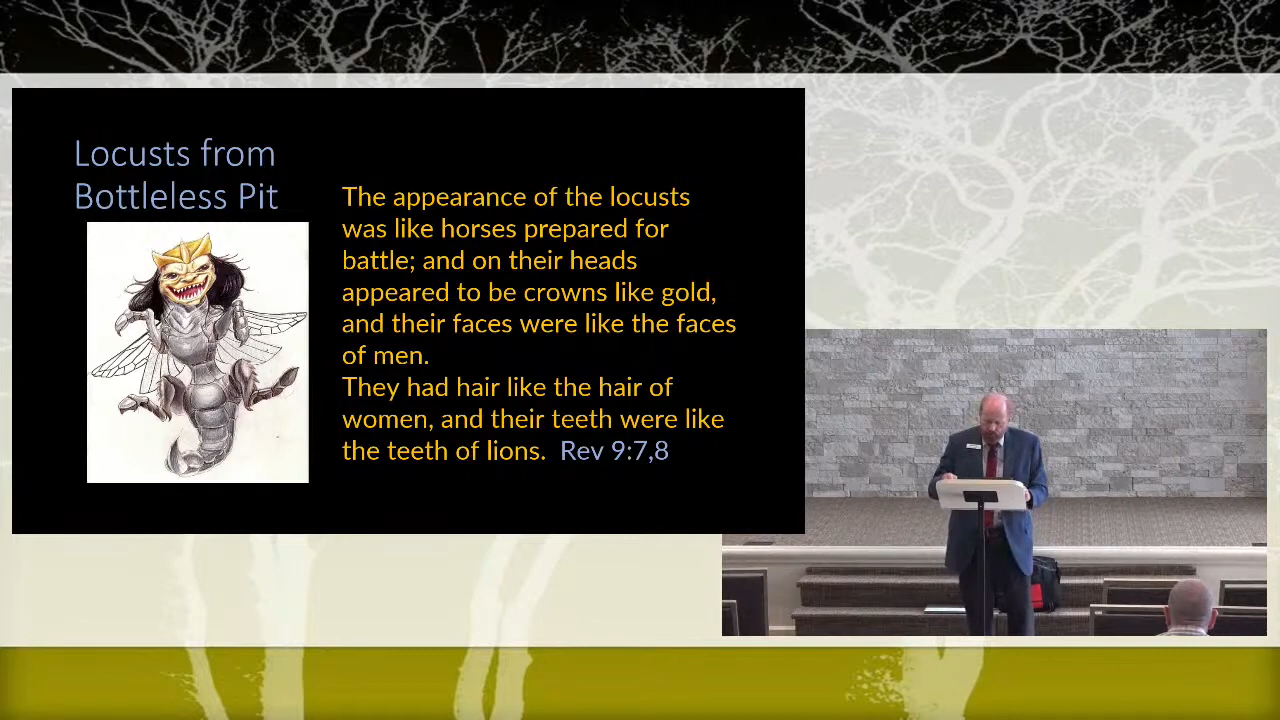 Locusts from
Bottleless Pit
The appearance of the locusts
was like horses prepared for
battle; and on their heads
appeared to be crowns like gold,
and their faces were like the faces
of men.
They had hair like the hair of
women, and their teeth were like
the teeth of lions.  Rev 9:7,8